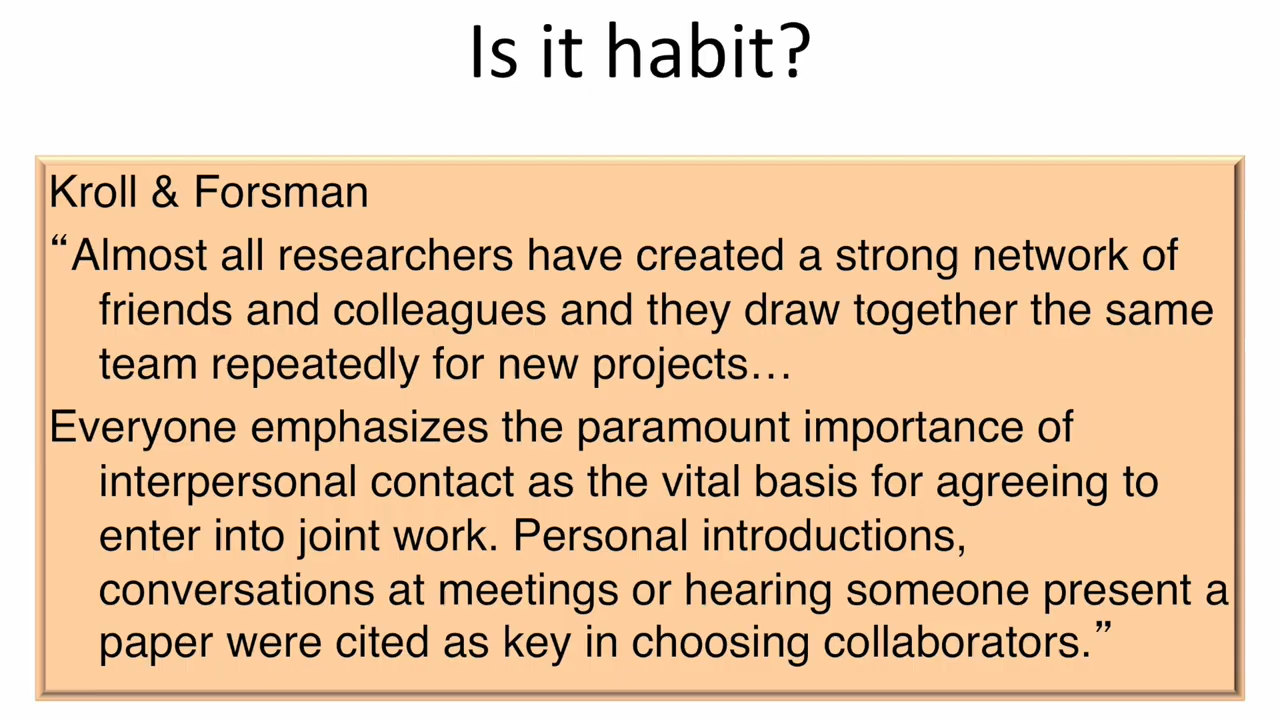 Is it habit?
Kroll & Forsman
“Almost all researchers have created a strong network of
friends and colleagues and they draw together the same
team repeatedly for new projects…
Everyone emphasizes the paramount importance of
interpersonal contact as the vital basis for agreeing to
enter into joint work. Personal introductions,
conversations at meetings or hearing someone present a
paper were cited as key in choosing collaborators.”